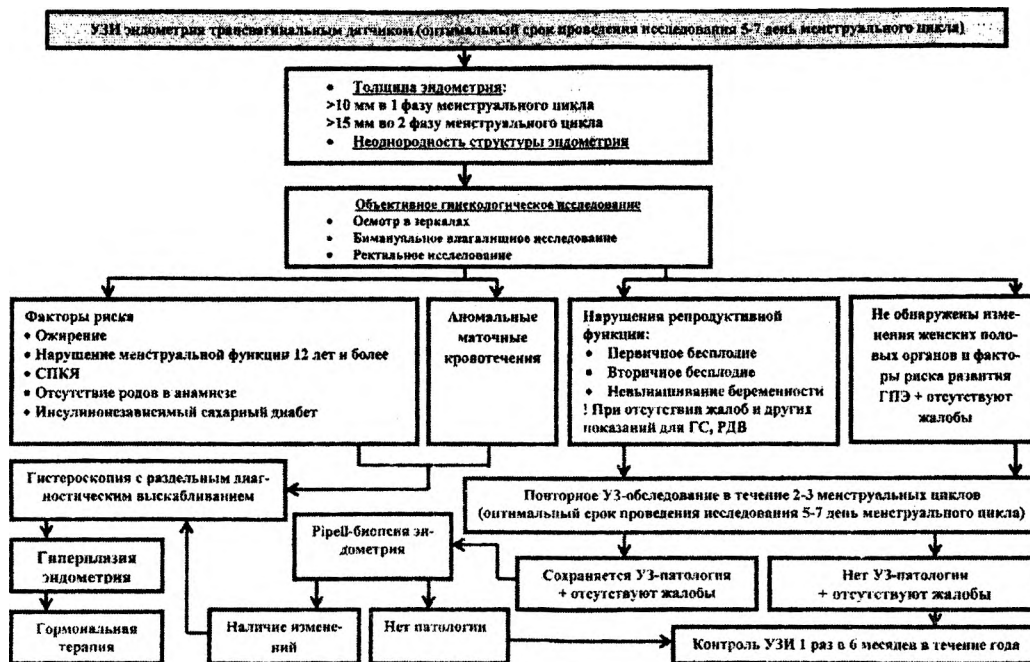 УЗИ эндометрия трансвагинальным датчиком (оптимальный срок проведения исследования 5-7 день менструального цикла)
• Толщина эндометрия:
>10 мм в 1 фазу менструального цикла
>15 мм во 2 фазу менструального цикла
• Неоднородность структуры эндометрия
Объективное гинекологическое исследование
• Осмотр в зеркалах
• Бимануальное влагалищное исследование
• Ректальное исследование
Факторы риска
• Ожирение
• Нарушение менструальной функции 12 лет и более
• СПКЯ
• Отсутствие родов в анамнезе
• Инсулинонезависимый сахарный диабет
Аномальные
маточные
кровотечения
Нарушения репродуктивной
функции:
• Первичное бесплодие
• Вторичное бесплодие
• Невынашивание беременности
! При отсутствии жалоб и других
показаний для ГС, РДВ
Не обнаружены изме-
нения женских поло-
вых органов и факто-
ры риска развития
ГПЭ + отсутствуют
жалобы
Гистероскопия с раздельным диаг-
ностическим выскабливанием
Повторное УЗ-обследование в течение 2-3 менструальных циклов
(оптимальный срок проведения исследования 5-7 день менструального цикла)
Pipell-биопсия эн-
дометрия
Гиперплазия
эндометрия
Сохраняется УЗ-патология
+ отсутствуют жалобы
Нет УЗ-патологии
+ отсутствуют жалобы
Гормональная
терапия
Наличие изменен-
ий
Нет патологии
Контроль УЗИ 1 раз в 6 месяцев в течение года